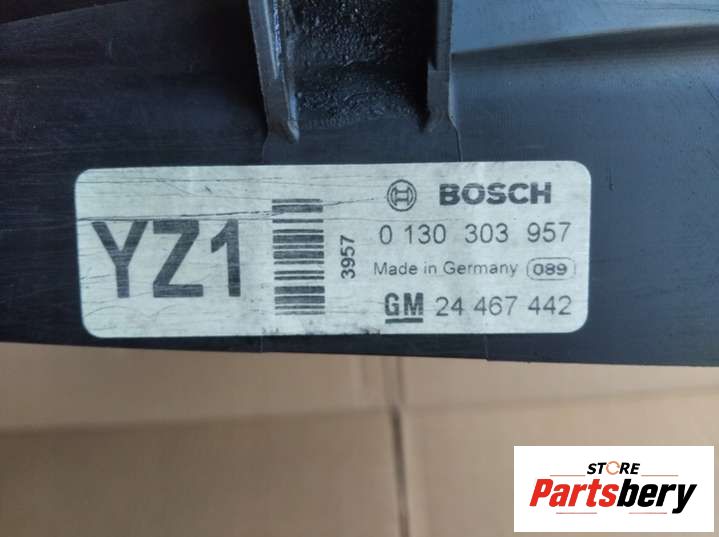 YZ1
3957
BOSCH
0 130 303 957
Made in Germany 089
GM 24 467 442
STORE
Partsbery